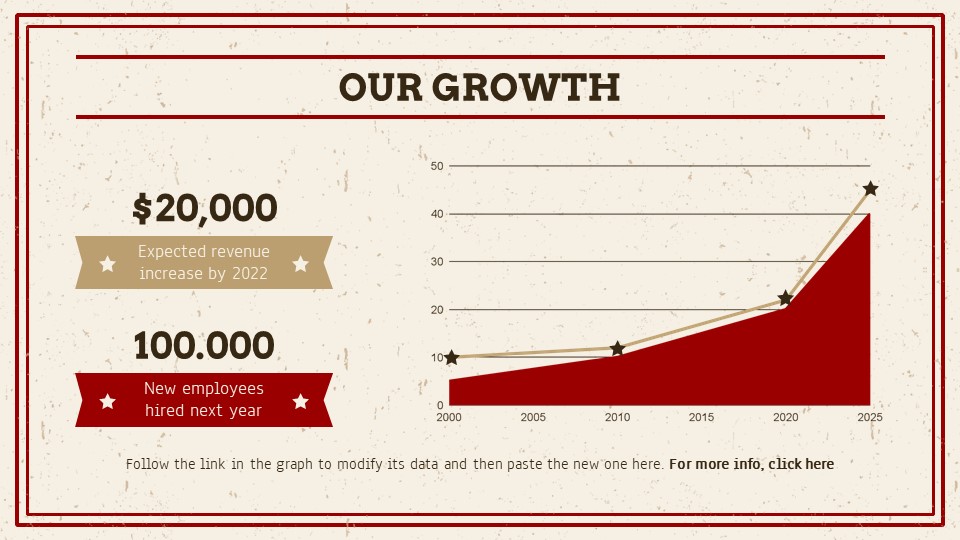 OUR GROWTH
$20,000
Expected revenue
increase by 2022
100.000
New employees
hired next year
50
40
30
20
10
0
2000
2005
2010
2015
2020
2025
Follow the link in the graph to modify its data and then paste the new one here. For more info, click here